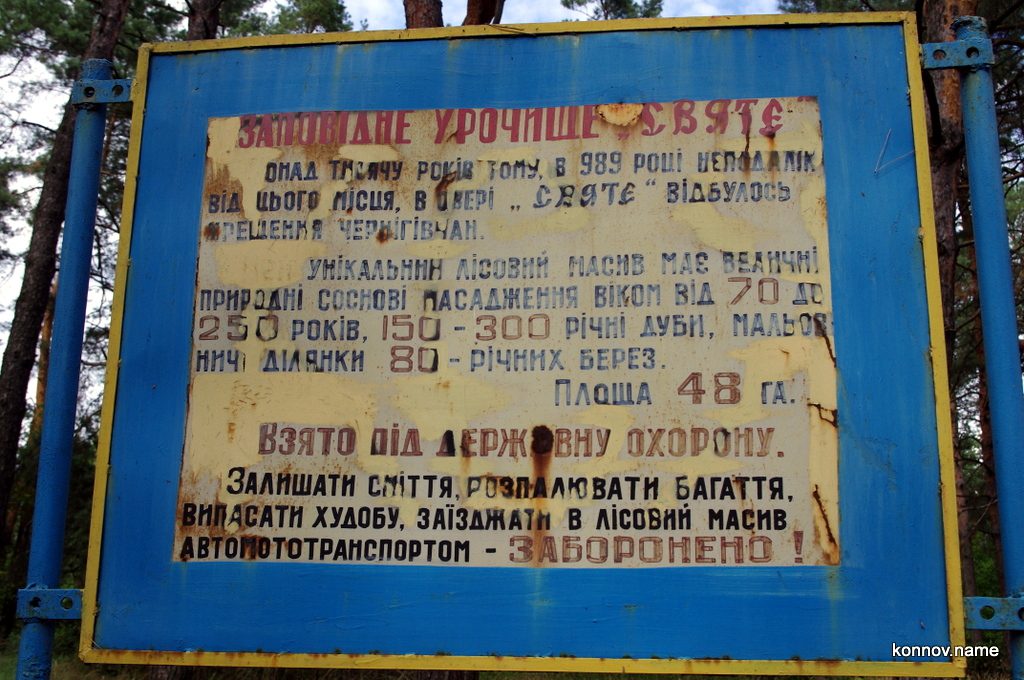 ЗАПОВІДНЕ УРОЧИЩЕ „СВЯТЕ"
ОНАД ТИСЯЧУ РОКІВ ТОМУ, В 989 РОЦІ НЕПОДАЛІК
ВІД ЦЬОГО МІСЦЯ, В ОЗЕРІ „СВЯТЕ" ВІДБУЛОСЬ
ХРЕЩЕННЯ ЧЕРНІГІВЧАН.
УНІКАЛЬНИЙ ЛІСОВИЙ МАСИВ МАЄ ВЕЛИЧНІ
ПРИРОДНІ СОСНОВІ НАСАДЖЕННЯ ВІКОМ ВІД 70 ДО
250 РОКІВ, 150 - 300 РІЧНІ ДУБИ, МАЛЬОВ
НИЧІ ДІЛЯНКИ 80 - РІЧНИХ БЕРЕЗ.
ПЛОЩА 48 ГА.
ВЗЯТО ПІД ДЕРЖАВНУ ОХОРОНУ.
ЗАЛИШАТИ СМІТТЯ, РОЗПАЛЮВАТИ БАГАТТЯ,
ВИПАСАТИ ХУДОБУ, ЗАЇЗДЖАТИ В ЛІСОВИЙ МАСИВ
АВТОМОТОТРАНСПОРТОМ - ЗАБОРОНЕНО !
konnov.name